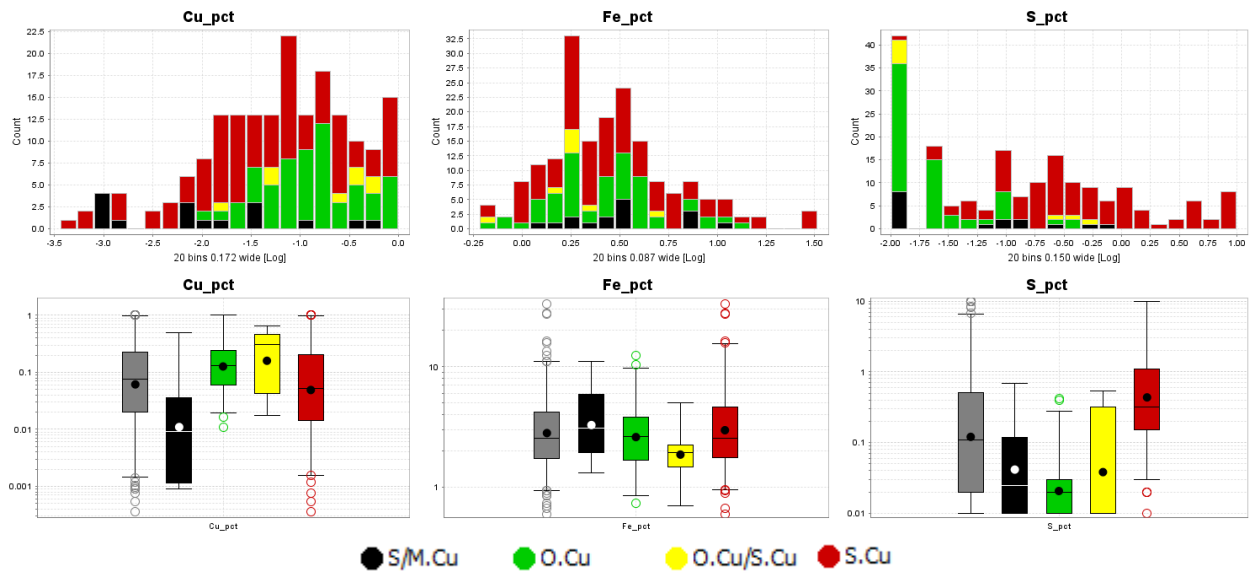 Cu_pct
Fe_pct
S_pct
22.5
20.0
17.5
15.0
12.5
10.0
7.5
5.0
2.5
0.0
Count
-3.5 -3.0 -2.5 -2.0 -1.5 -1.0 -0.5 0.0
20 bins 0.172 wide [Log]
32.5
30.0
27.5
25.0
22.5
20.0
17.5
15.0
12.5
10.0
7.5
5.0
2.5
0.0
Count
-0.25 0.00 0.25 0.50 0.75 1.00 1.25 1.50
20 bins 0.087 wide [Log]
40
35
30
25
20
15
10
5
0
Count
-2.00 -1.75 -1.50 -1.25 -1.00 -0.75 -0.50 -0.25 0.00 0.25 0.50 0.75 1.00
20 bins 0.150 wide [Log]
Cu_pct
Fe_pct
S_pct
1
0.1
0.01
0.001
Cu_pct
10
1
Fe_pct
10
1
0.1
0.01
S_pct
S/M.Cu
O.Cu
O.Cu/S.Cu
S.Cu